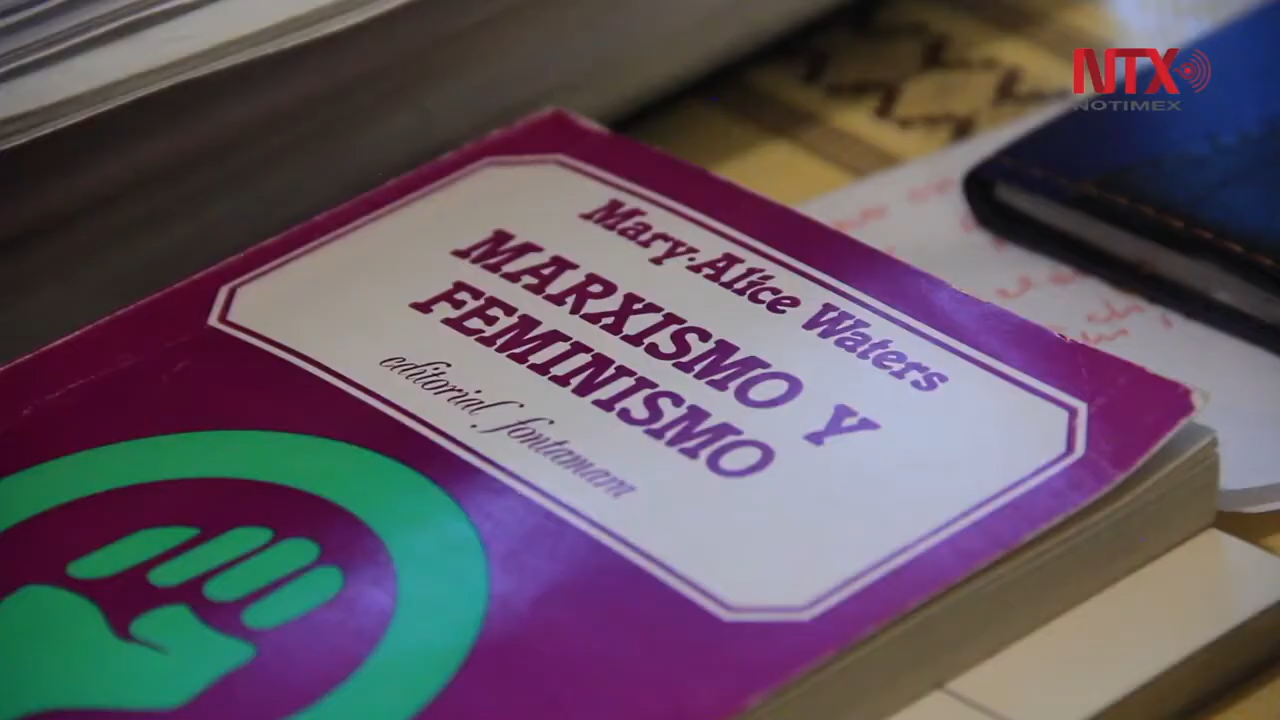 NTX
NOTIMEX
Mary-Alice Waters
MARXISMO Y
FEMINISMO
editorial fontamara